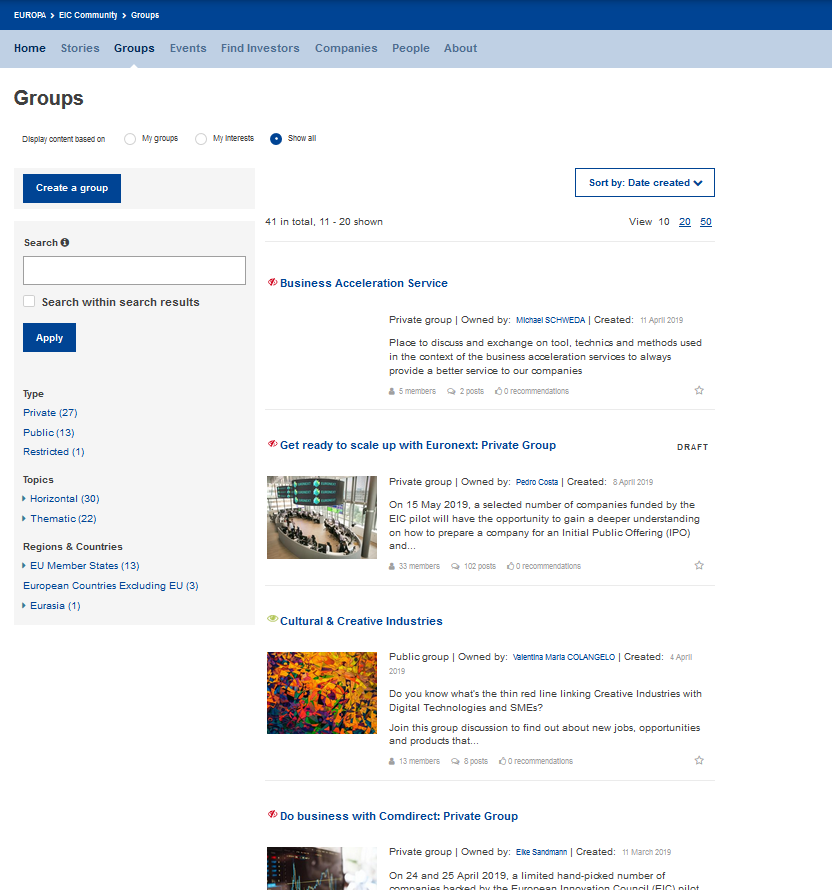 EUROPA > EIC Community > Groups
Home Stories Groups Events Find Investors Companies People About
Groups
Display content based on My groups My Interests Show all
Create a group
Sort by: Date created
41 in total, 11 - 20 shown
View 10 20 50
Search
Search within search results
Apply
Type
Private (27)
Public (13)
Restricted (1)
Topics
Horizontal (30)
Thematic (22)
Regions & Countries
EU Member States (13)
European Countries Excluding EU (3)
Eurasia (1)
Business Acceleration Service
Private group | Owned by: Michael SCHWEDA | Created: 11 April 2019
Place to discuss and exchange on tool, technics and methods used
in the context of the business acceleration services to always
provide a better service to our companies
5 members 2 posts 0 recommendations
Get ready to scale up with Euronext: Private Group
DRAFT
Private group | Owned by: Pedro Costa | Created: 8 April 2019
On 15 May 2019, a selected number of companies funded by the
EIC pilot will have the opportunity to gain a deeper understanding
on how to prepare a company for an Initial Public Offering (IPO)
and...
33 members 102 posts 0 recommendations
Cultural & Creative Industries
Public group | Owned by: Valentina Maria COLANGELO | Created: 4 April
2019
Do you know what's the thin red line linking Creative Industries with
Digital Technologies and SMEs?
Join this group discussion to find out about new jobs, opportunities
and products that...
13 members 8 posts 0 recommendations
Do business with Comdirect: Private Group
Private group | Owned by: Elke Sandmann | Created: 11 March 2019
On 24 and 25 April 2019, a limited hand-picked number of
companies backed by the European Innovation Council (EIC) pilot